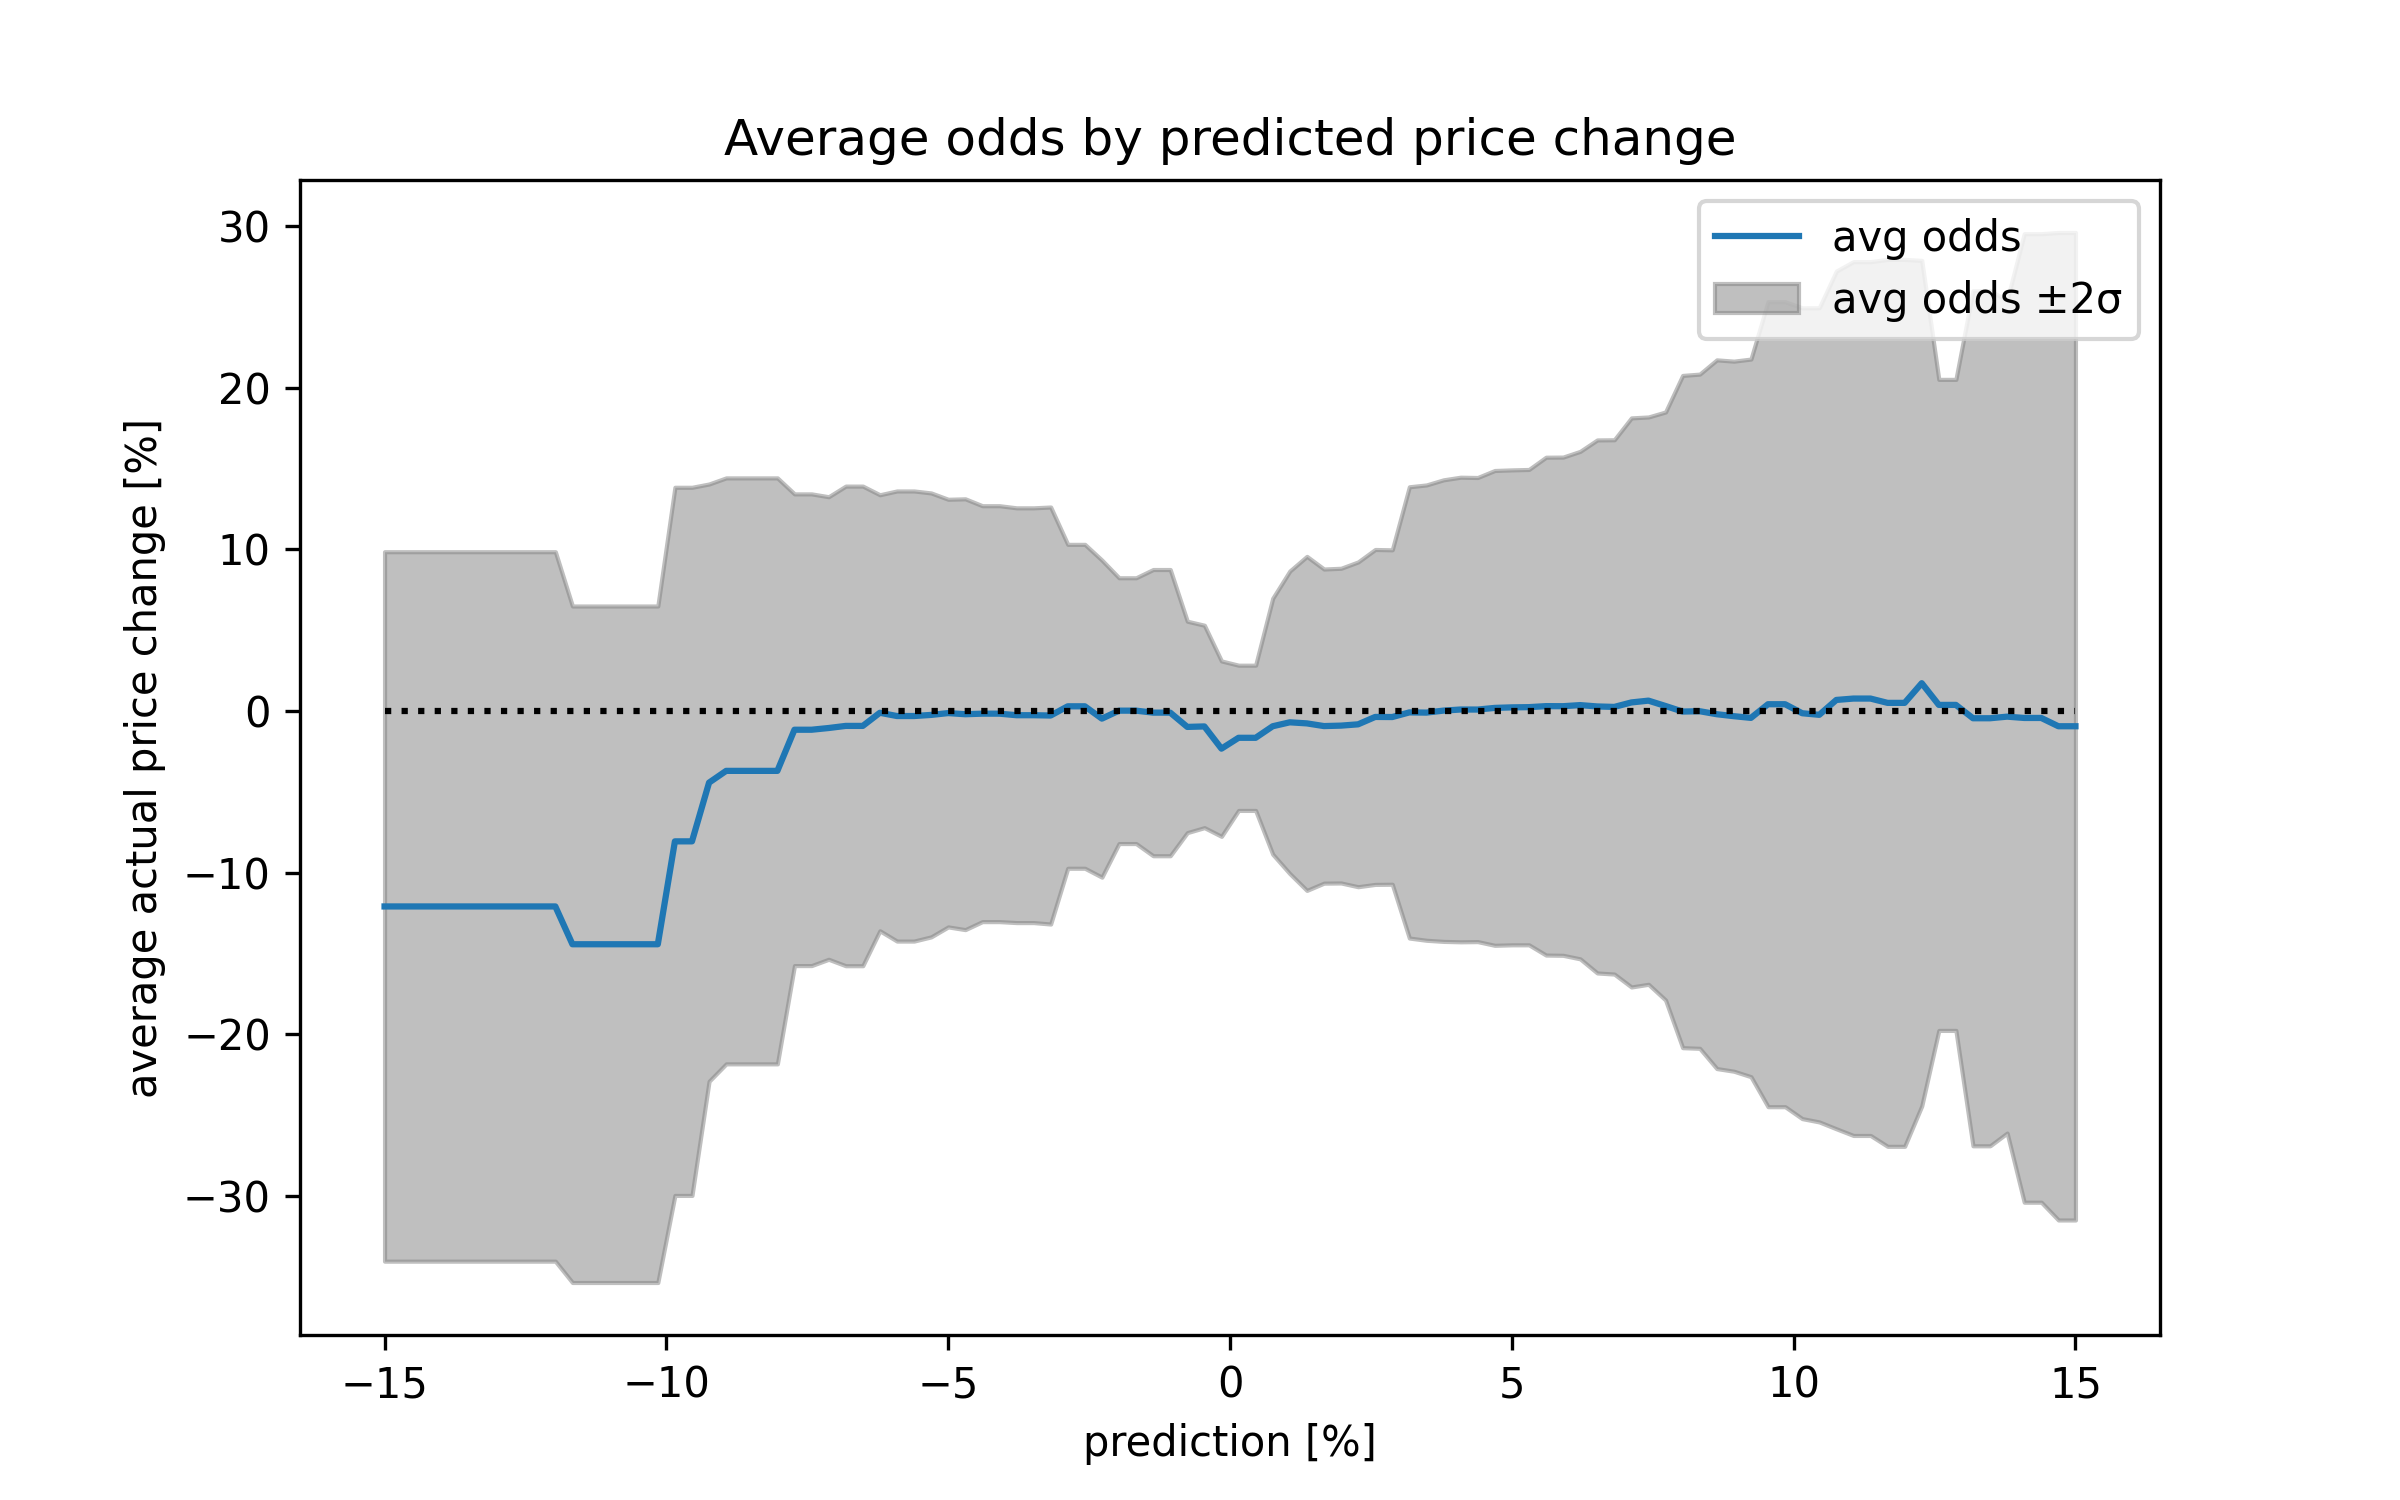 Average odds by predicted price change
avg odds
avg odds ±2σ
average actual price change [%]
30
20
10
0
−10
−20
−30
−15
−10
−5
0
5
10
15
prediction [%]